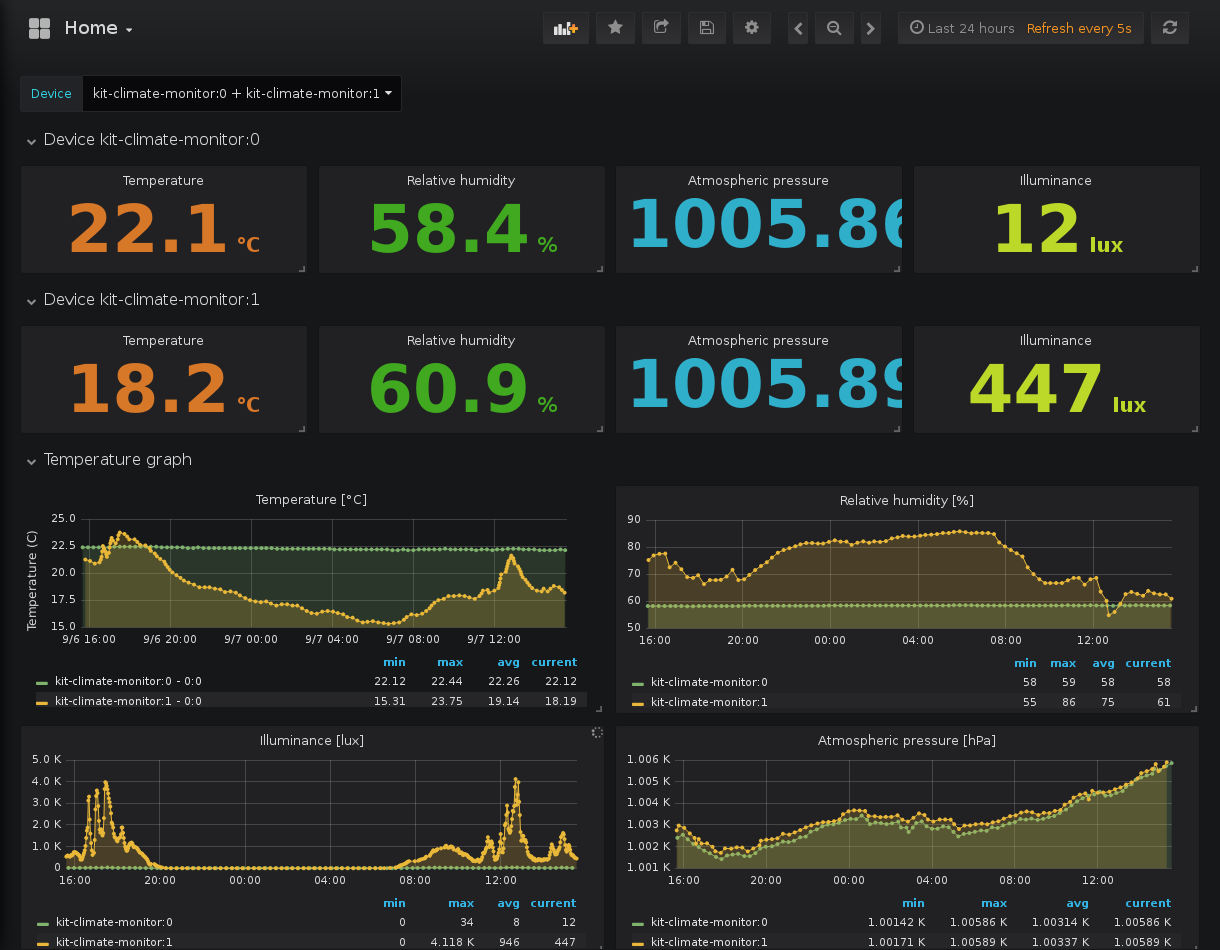 Home
Last 24 hours Refresh every 5s
Device kit-climate-monitor:0 + kit-climate-monitor:1
Device kit-climate-monitor:0
Temperature Relative humidity Atmospheric pressure Illuminance
22.1 °C 58.4 % 1005.86 12 lux
Device kit-climate-monitor:1
Temperature Relative humidity Atmospheric pressure Illuminance
18.2 °C 60.9 % 1005.89 447 lux
Temperature graph
Temperature [°C]
Temperature (C)
25.0
22.5
20.0
17.5
15.0
9/6 16:00 9/6 20:00 9/7 00:00 9/7 04:00 9/7 08:00 9/7 12:00
min max avg current
kit-climate-monitor:0 - 0:0 22.12 22.44 22.26 22.12
kit-climate-monitor:1 - 0:0 15.31 23.75 19.14 18.19
Relative humidity [%]
90
80
70
60
50
16:00 20:00 00:00 04:00 08:00 12:00
min max avg current
kit-climate-monitor:0 58 59 58 58
kit-climate-monitor:1 55 86 75 61
Illuminance [lux]
5.0 K
4.0 K
3.0 K
2.0 K
1.0 K
0
16:00 20:00 00:00 04:00 08:00 12:00
min max avg current
kit-climate-monitor:0 0 34 8 12
kit-climate-monitor:1 0 4.118 K 946 447
Atmospheric pressure [hPa]
1.006 K
1.005 K
1.004 K
1.003 K
1.002 K
1.001 K
16:00 20:00 00:00 04:00 08:00 12:00
min max avg current
kit-climate-monitor:0 1.00142 K 1.00586 K 1.00314 K 1.00586 K
kit-climate-monitor:1 1.00171 K 1.00589 K 1.00337 K 1.00589 K